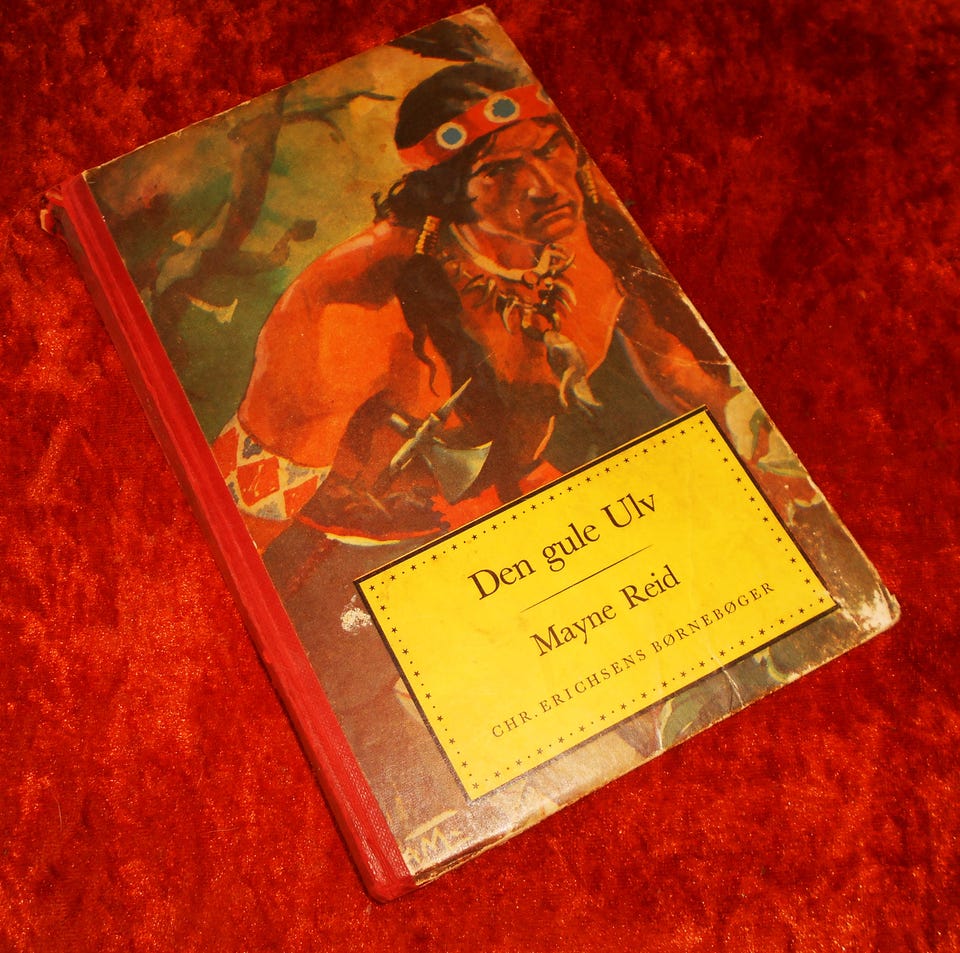 Den gule Ulv
Mayne Reid
CHR. ERICHSENS BØRNEBØGER